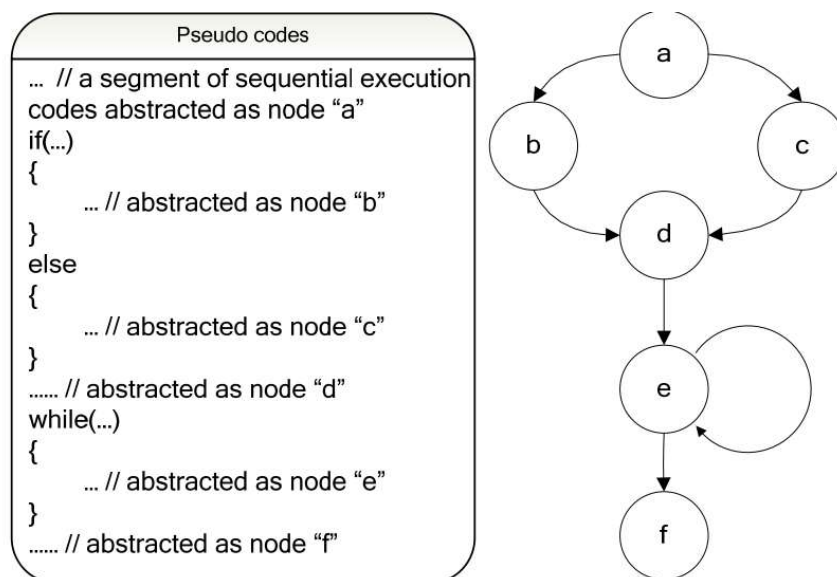 Pseudo codes
... // a segment of sequential execution
codes abstracted as node “a”
if(...)
{
... // abstracted as node “b”
}
else
{
... // abstracted as node “c”
}
...... // abstracted as node “d”
while(...)
{
... // abstracted as node “e”
}
...... // abstracted as node “f”
a
b
c
d
e
f